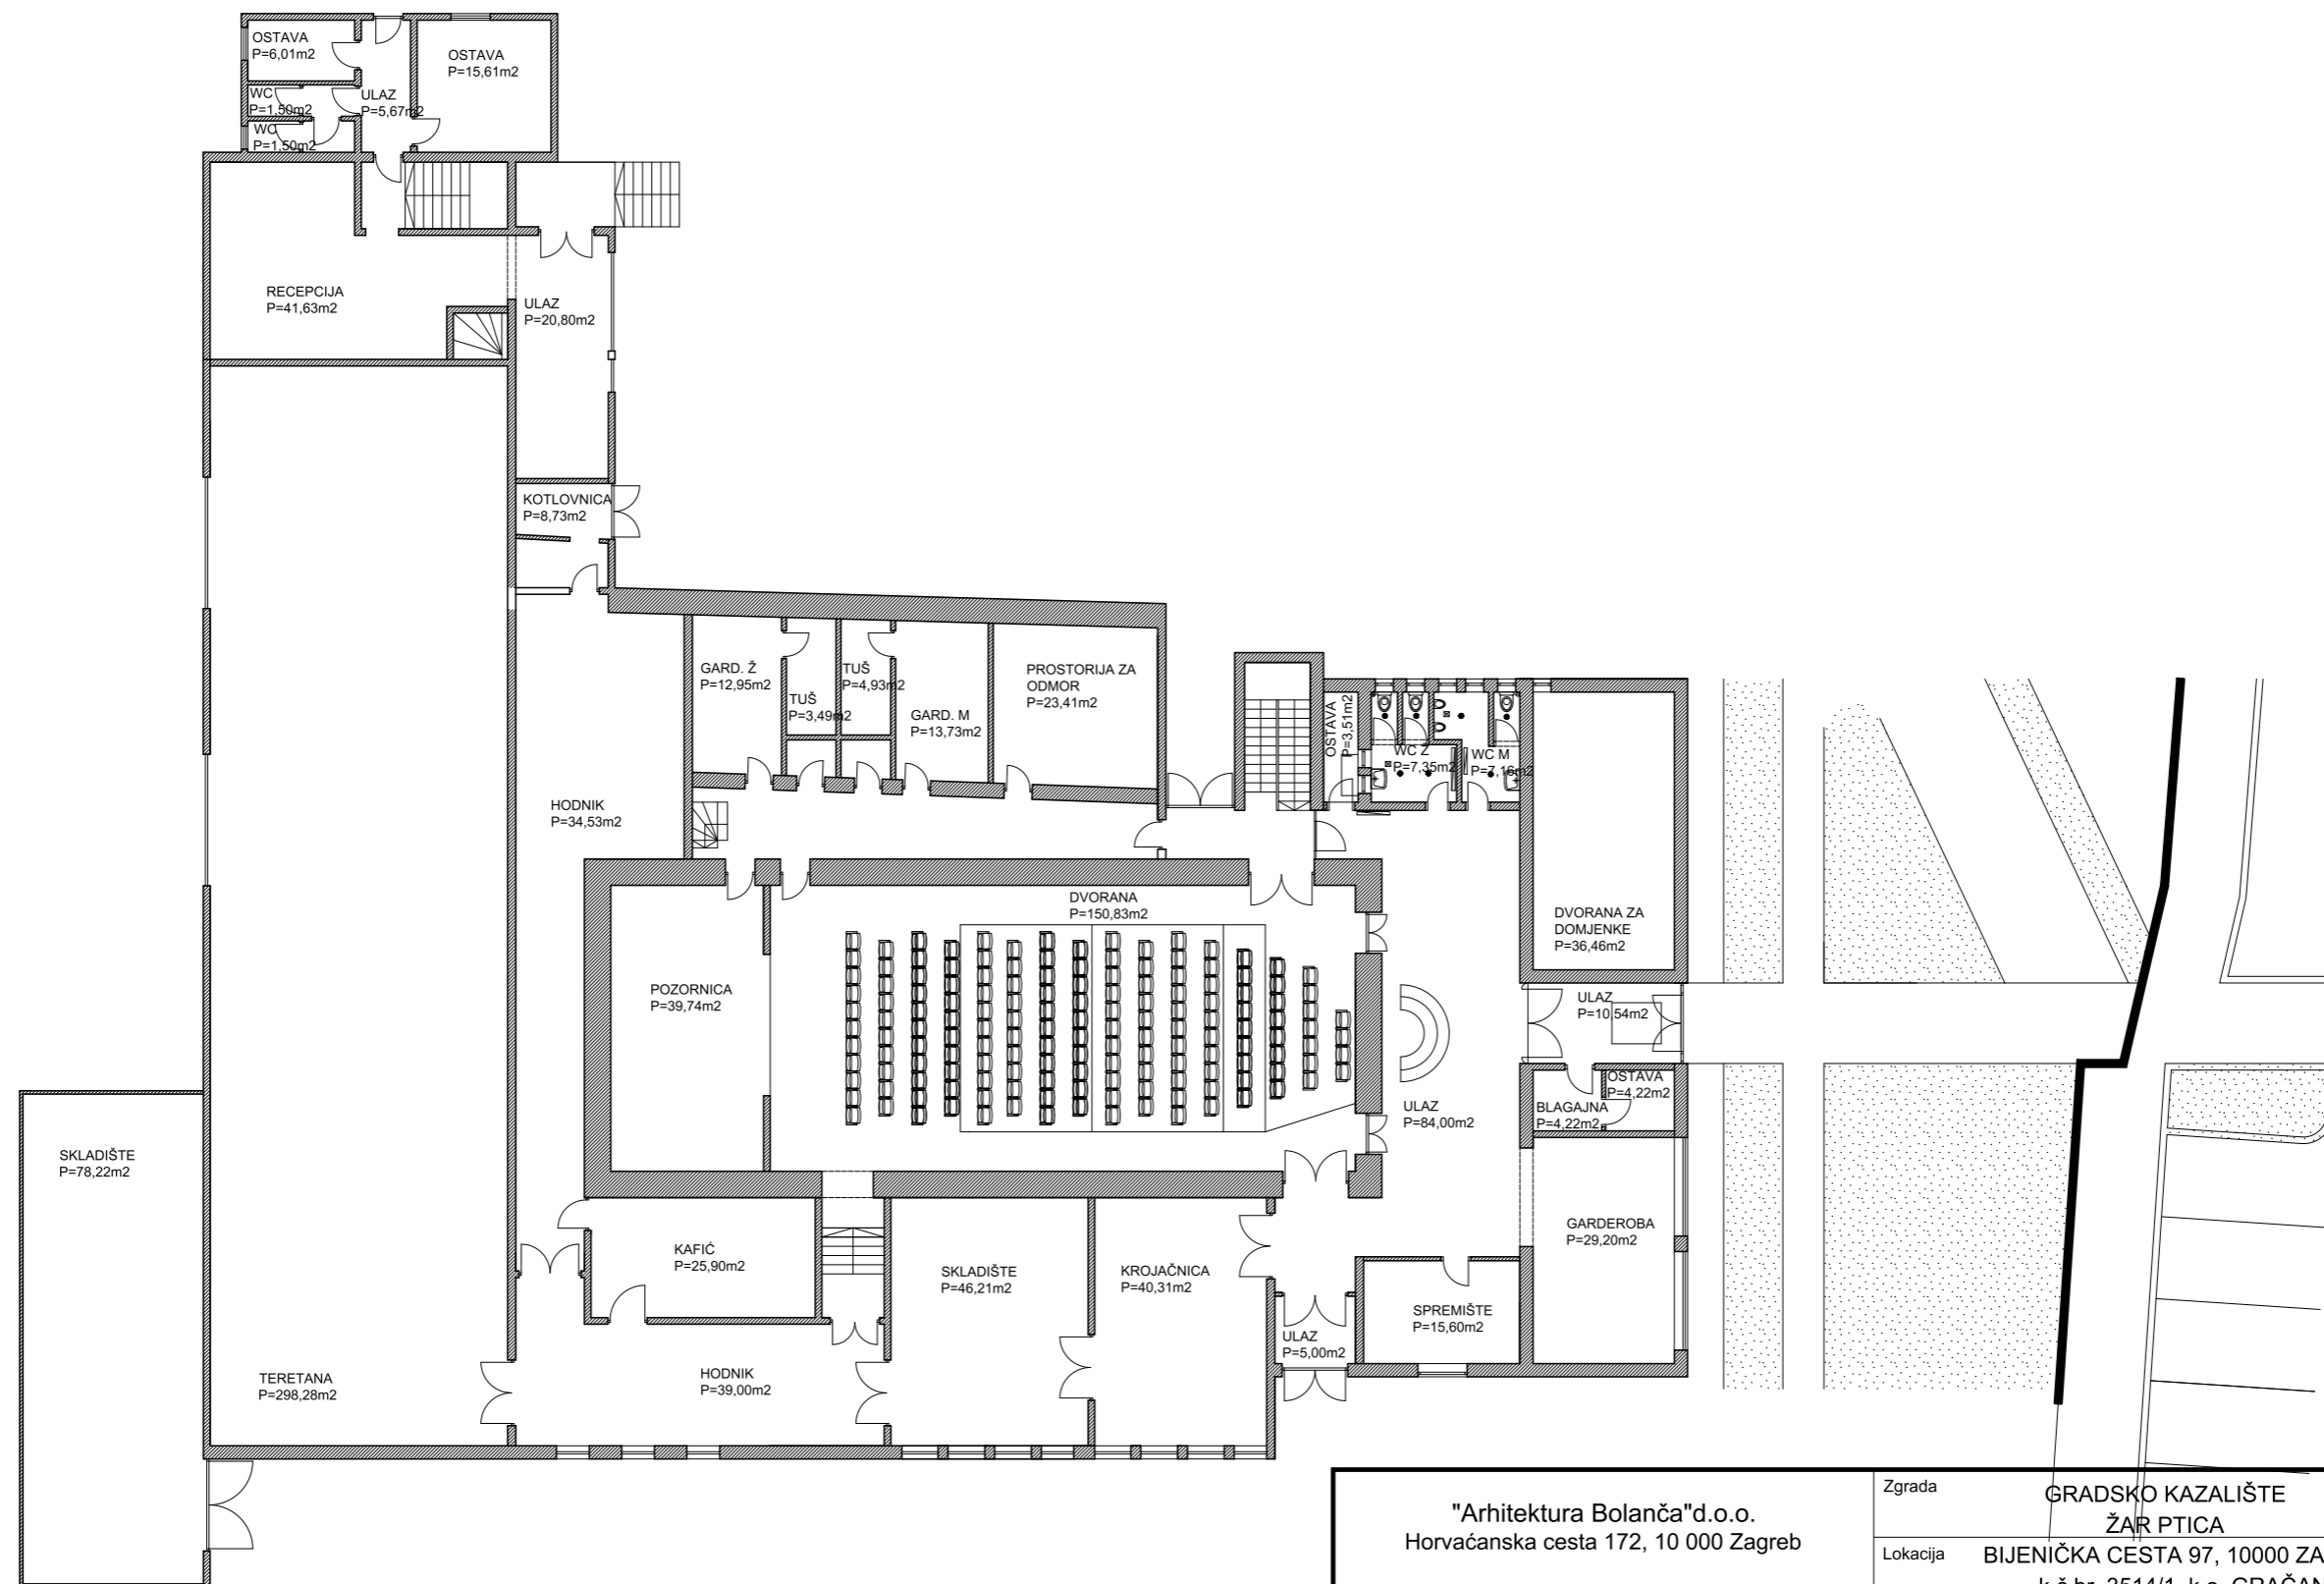 OSTAVA
P=6,01m2
OSTAVA
P=15,61m2
WC
P=1,50m2
ULAZ
P=5,67m2
WC
P=1,50m2
RECEPCIJA
P=41,63m2
ULAZ
P=20,80m2
KOTLOVNICA
P=8,73m2
GARD. Ž
P=12,95m2
TUŠ
P=3,49m2
TUŠ
P=4,93m2
GARD. M
P=13,73m2
PROSTORIJA ZA
ODMOR
P=23,41m2
OSTAVA
P=3,51m2
WC Ž
P=7,35m2
WC M
P=7,16m2
HODNIK
P=34,53m2
DVORANA
P=150,83m2
DVORANA ZA
DOMJENKE
P=36,46m2
POZORNICA
P=39,74m2
ULAZ
P=10,54m2
OSTAVA
P=4,22m2
BLAGAJNA
P=4,22m2
ULAZ
P=84,00m2
SKLADIŠTE
P=78,22m2
GARDEROBA
P=29,20m2
KAFIĆ
P=25,90m2
SKLADIŠTE
P=46,21m2
KROJAČNICA
P=40,31m2
SPREMIŠTE
P=15,60m2
ULAZ
P=5,00m2
TERETANA
P=298,28m2
HODNIK
P=39,00m2
"Arhitektura Bolanča"d.o.o.
Horvaćanska cesta 172, 10 000 Zagreb
Zgrada
GRADSKO KAZALIŠTE
ŽAR PTICA
Lokacija
BIJENIČKA CESTA 97, 10000 ZA
k.č.br. 3514/1, k.o. GRAČAN